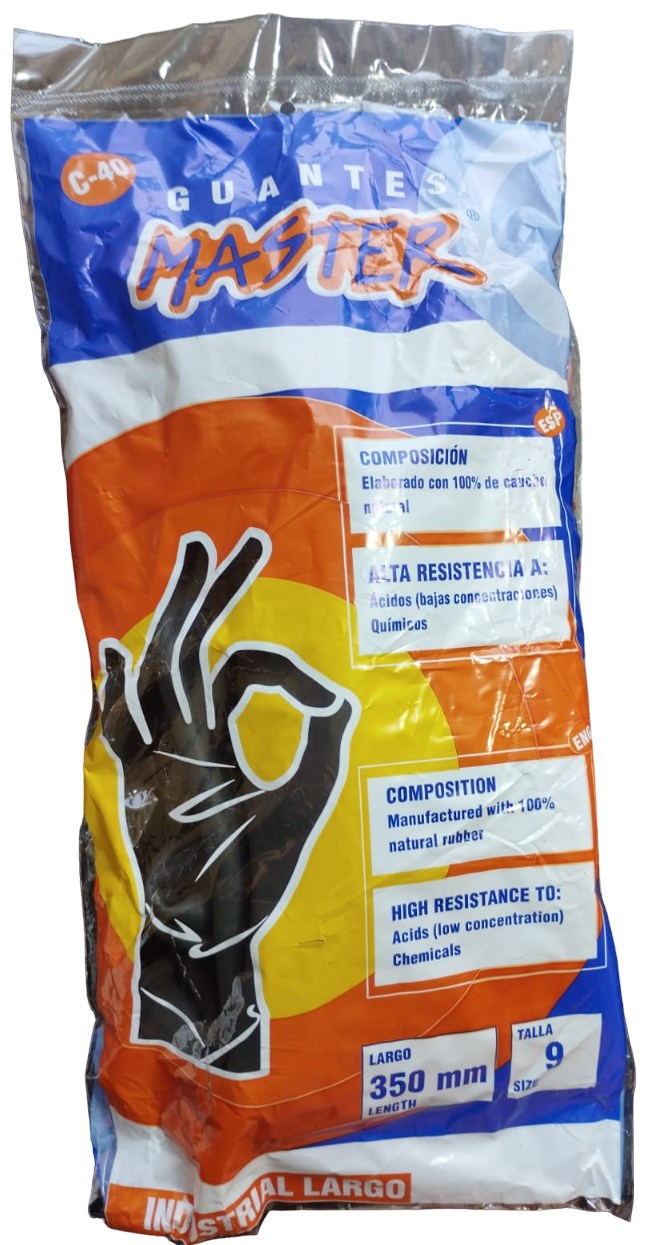 C-40
GUANTES
MASTER®
ESP
COMPOSICIÓN
Elaborado con 100% de caucho
natural
ALTA RESISTENCIA A:
Ácidos (bajas concentraciones)
Químicos
ENG
COMPOSITION
Manufactured with 100%
natural rubber
HIGH RESISTANCE TO:
Acids (low concentration)
Chemicals
LARGO
350 mm
LENGTH
TALLA
9
SIZE
INDUSTRIAL LARGO